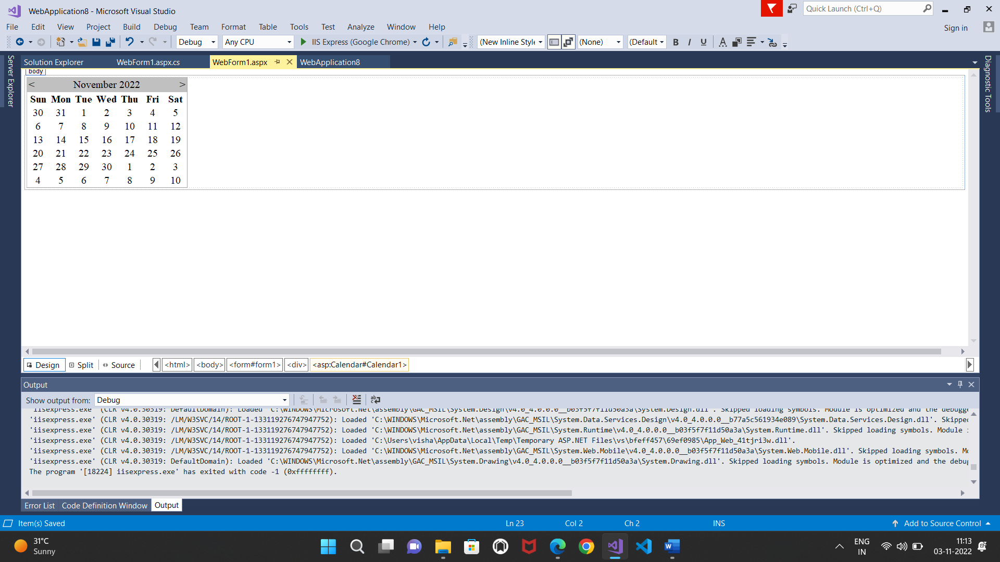 WebApplication8 - Microsoft Visual Studio
Quick Launch (Ctrl+Q)
File Edit View Project Build Debug Team Format Table Tools Test Analyze Window Help
Sign in
Debug Any CPU IIS Express (Google Chrome) (New Inline Style (None) (Default B I U A
Server Explorer
Solution Explorer WebForm1.aspx.cs WebForm1.aspx WebApplication8
Diagnostic Tools
body
< November 2022 >
Sun Mon Tue Wed Thu Fri Sat
30 31 1 2 3 4 5
6 7 8 9 10 11 12
13 14 15 16 17 18 19
20 21 22 23 24 25 26
27 28 29 30 1 2 3
4 5 6 7 8 9 10
Design Split Source <html> <body> <form#form1> <div> <asp:Calendar#Calendar1>
Output
Show output from: Debug
'iisexpress.exe' (CLR v4.0.30319: DefaultDomain): Loaded 'C:\WINDOWS\Microsoft.Net\assembly\GAC_MSIL\System.Design\v4.0_4.0.0.0__b03f5f7f11d50a3a\System.Design.dll'. Skipped loading symbols. Module is optimized and the debugge
'iisexpress.exe' (CLR v4.0.30319: /LM/W3SVC/14/ROOT-1-133119276747947752): Loaded 'C:\WINDOWS\Microsoft.Net\assembly\GAC_MSIL\System.Data.Services.Design\v4.0_4.0.0.0__b77a5c561934e089\System.Data.Services.Design.dll'. Skipped
'iisexpress.exe' (CLR v4.0.30319: /LM/W3SVC/14/ROOT-1-133119276747947752): Loaded 'C:\WINDOWS\Microsoft.Net\assembly\GAC_MSIL\System.Runtime\v4.0_4.0.0.0__b03f5f7f11d50a3a\System.Runtime.dll'. Skipped loading symbols. Module i
'iisexpress.exe' (CLR v4.0.30319: /LM/W3SVC/14/ROOT-1-133119276747947752): Loaded 'C:\Users\visha\AppData\Local\Temp\Temporary ASP.NET Files\vs\bfeff457\69ef0985\App_Web_41tjri3w.dll'.
'iisexpress.exe' (CLR v4.0.30319: /LM/W3SVC/14/ROOT-1-133119276747947752): Loaded 'C:\WINDOWS\Microsoft.Net\assembly\GAC_MSIL\System.Web.Mobile\v4.0_4.0.0.0__b03f5f7f11d50a3a\System.Web.Mobile.dll'. Skipped loading symbols. Mo
'iisexpress.exe' (CLR v4.0.30319: DefaultDomain): Loaded 'C:\WINDOWS\Microsoft.Net\assembly\GAC_MSIL\System.Drawing\v4.0_4.0.0.0__b03f5f7f11d50a3a\System.Drawing.dll'. Skipped loading symbols. Module is optimized and the debug
The program '[18224] iisexpress.exe' has exited with code -1 (0xffffffff).
Error List Code Definition Window Output
Item(s) Saved Ln 23 Col 2 Ch 2 INS Add to Source Control
31°C
Sunny
ENG
IN
11:13
03-11-2022